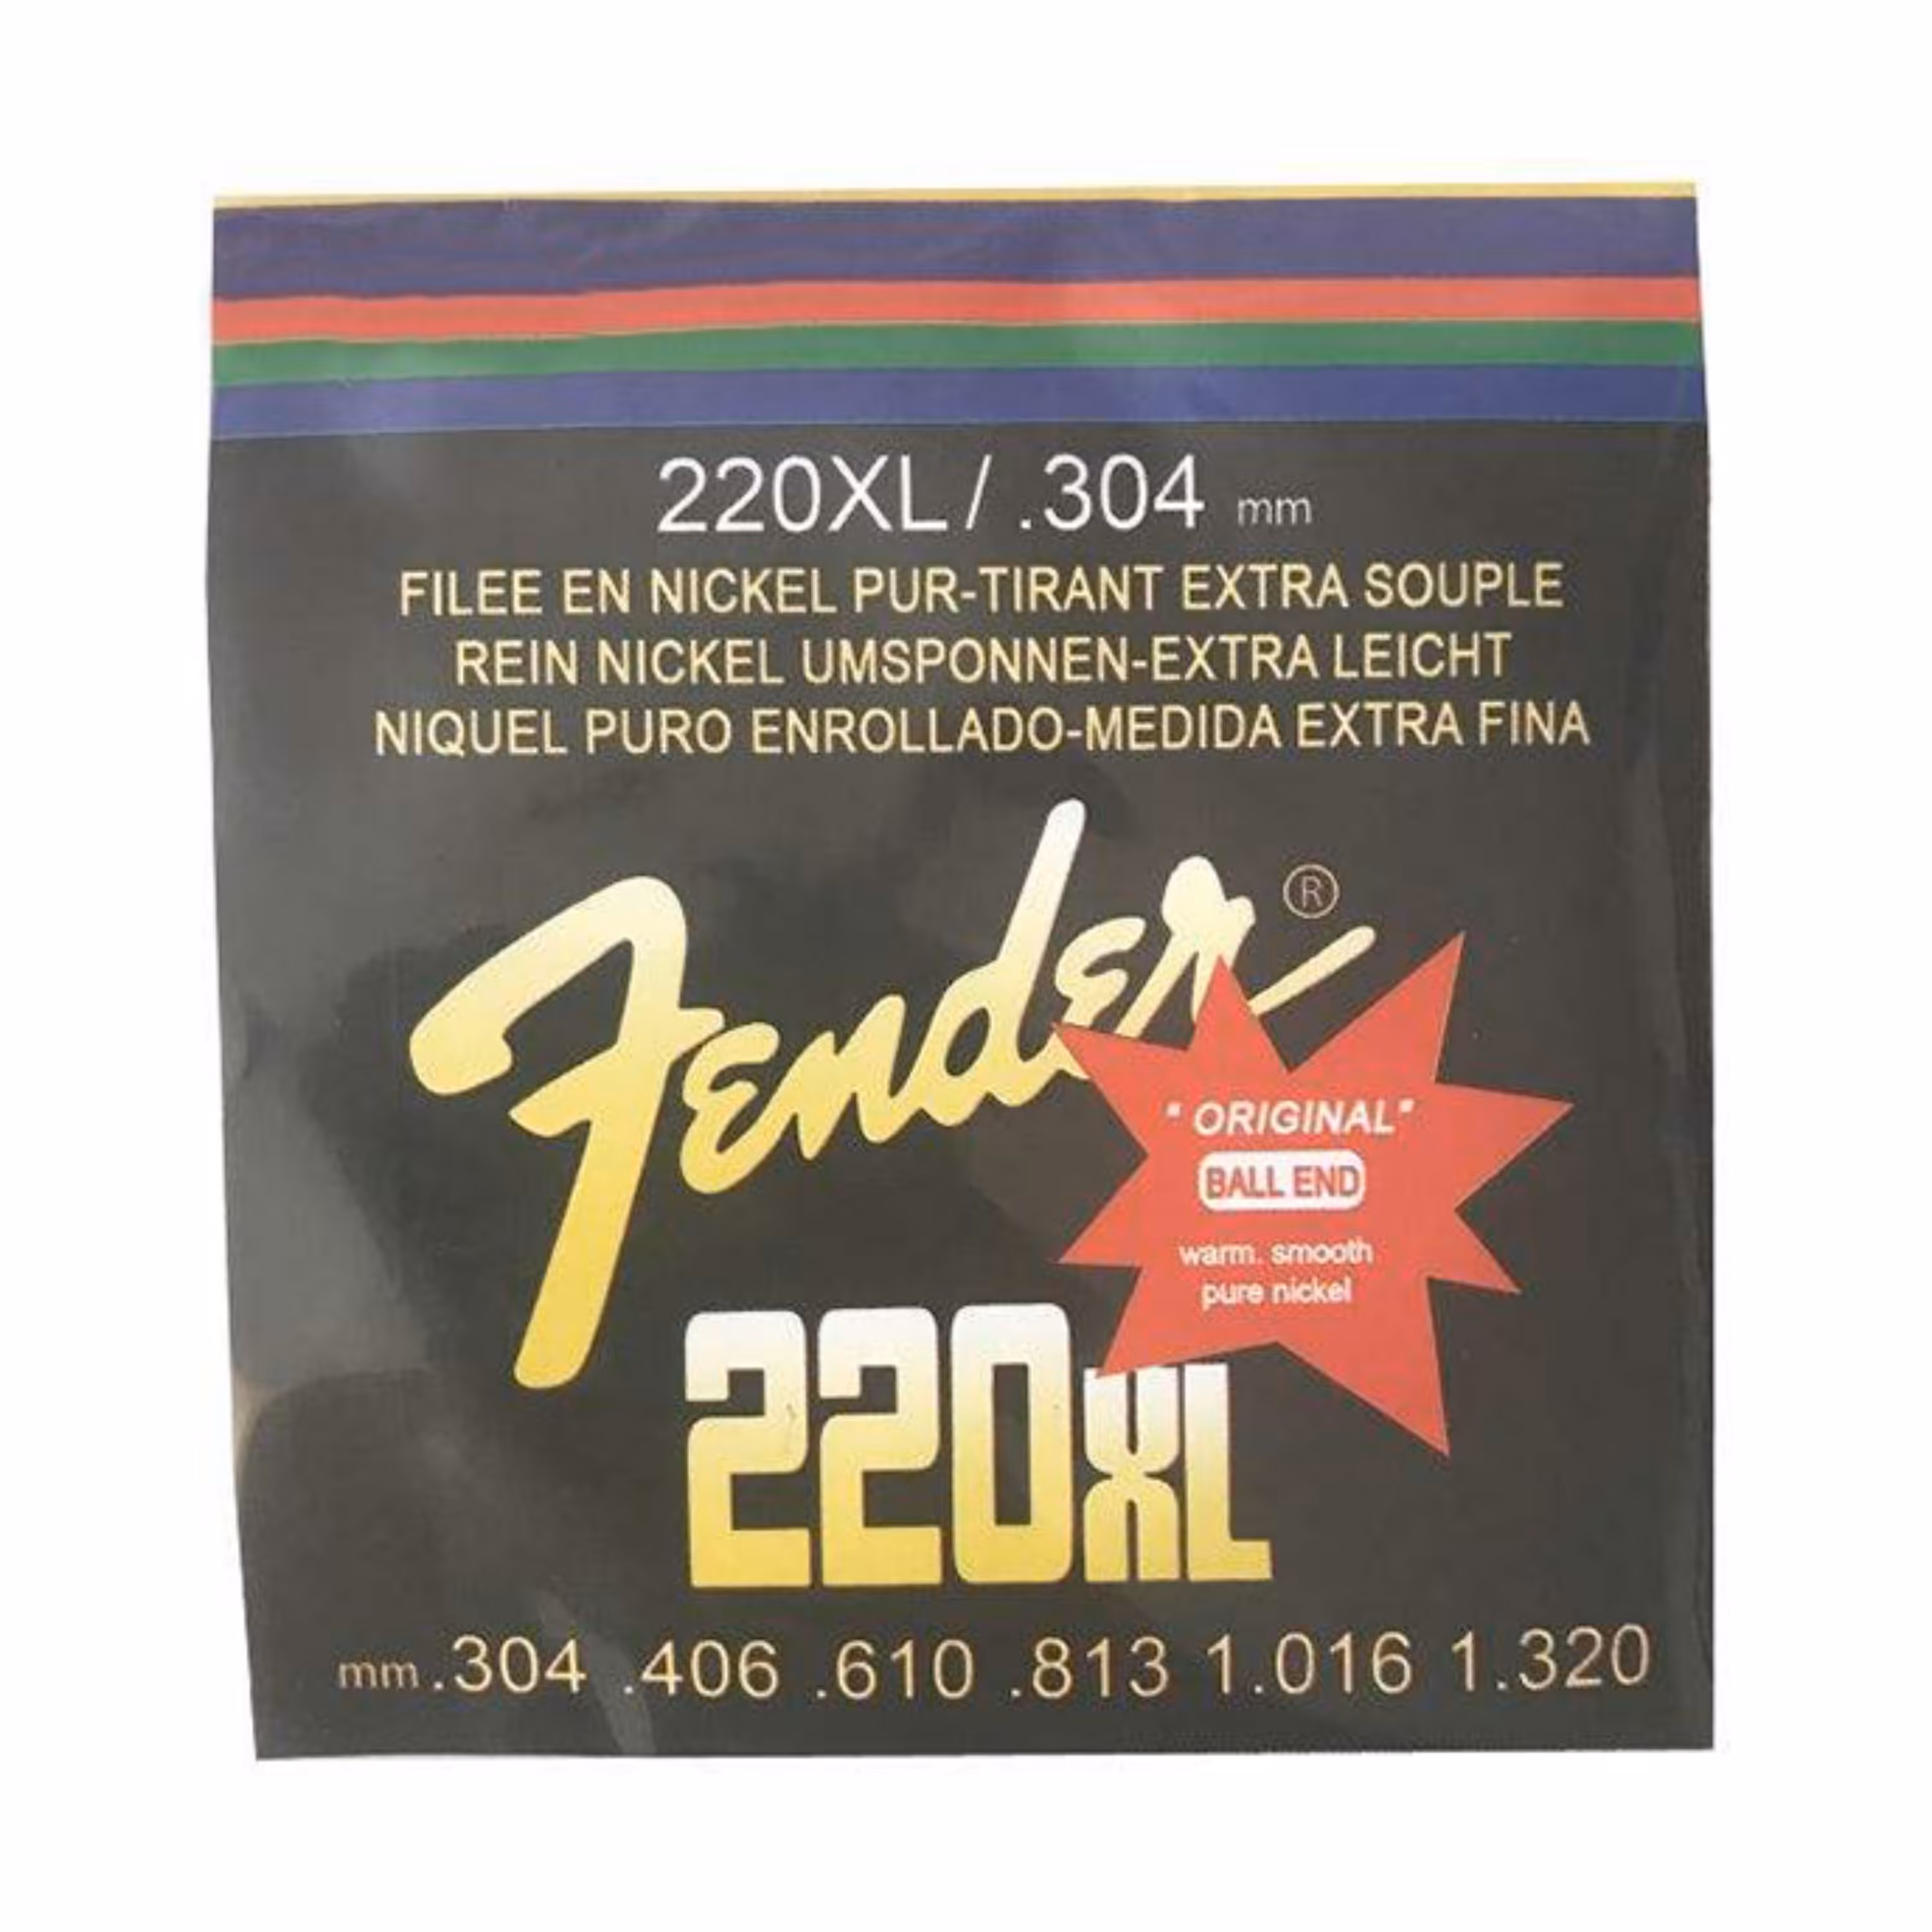 220XL/ .304 mm
FILEE EN NICKEL PUR-TIRANT EXTRA SOUPLE
REIN NICKEL UMSPONNEN-EXTRA LEICHT
NIQUEL PURO ENROLLADO-MEDIDA EXTRA FINA
Fender®
"ORIGINAL"
BALL END
warm. smooth
pure nickel
220XL
mm .304 .406 .610 .813 1.016 1.320